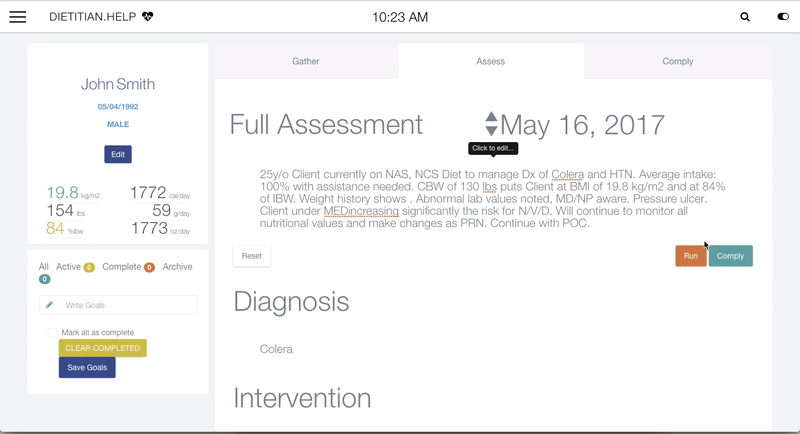 DIETITIAN.HELP
10:23 AM
John Smith
05/04/1992
MALE
Edit
19.8 kg/m2 1772 cal/day
154 lbs 59 g/day
84 %ibw 1773 oz/day
All Active 0 Complete 0 Archive
0
Write Goals
Mark all as complete
CLEAR COMPLETED
Save Goals
Gather Assess Comply
Full Assessment May 16, 2017
Click to edit...
25y/o Client currently on NAS, NCS Diet to manage Dx of Colera and HTN. Average intake:
100% with assistance needed. CBW of 130 lbs puts Client at BMI of 19.8 kg/m2 and at 84%
of IBW. Weight history shows . Abnormal lab values noted, MD/NP aware. Pressure ulcer.
Client under MEDincreasing significantly the risk for N/V/D. Will continue to monitor all
nutritional values and make changes as PRN. Continue with POC.
Reset Run Comply
Diagnosis
Colera
Intervention